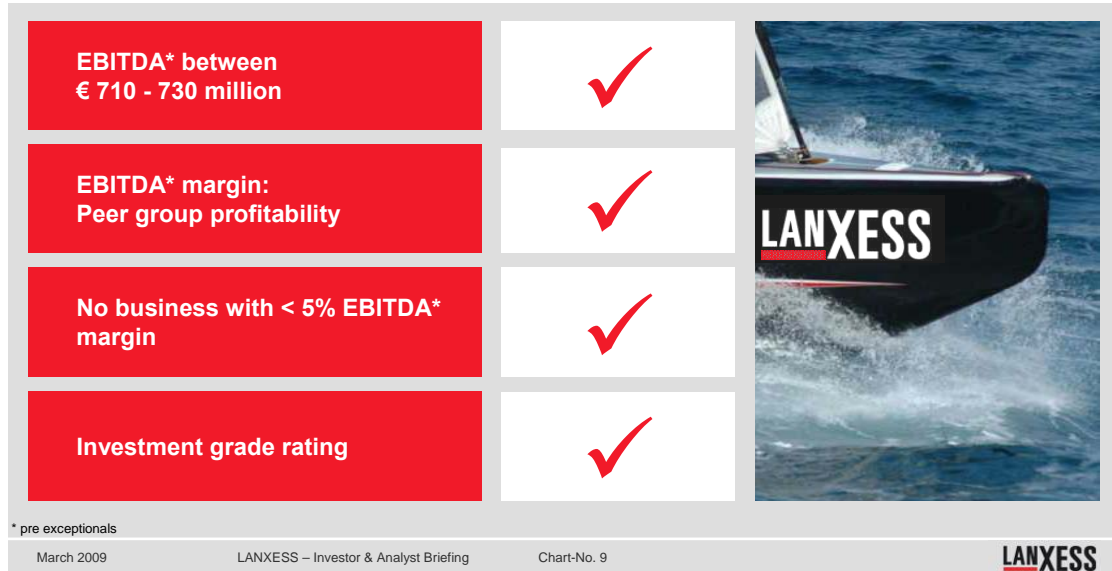 EBITDA* between
€ 710 - 730 million
EBITDA* margin:
Peer group profitability
LANXESS
No business with < 5% EBITDA*
margin
Investment grade rating
* pre exceptionals
March 2009 LANXESS – Investor & Analyst Briefing Chart-No. 9
LANXESS